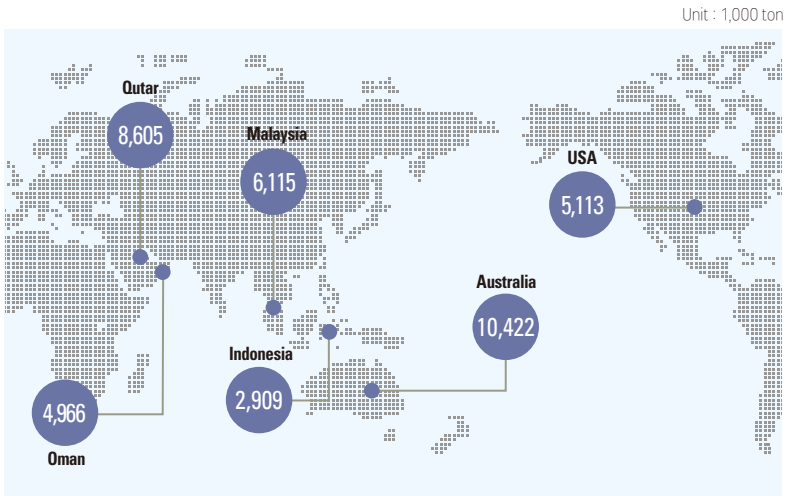 Unit : 1,000 ton
Qutar
8,605
Malaysia
6,115
USA
5,113
Australia
10,422
Indonesia
2,909
4,966
Oman